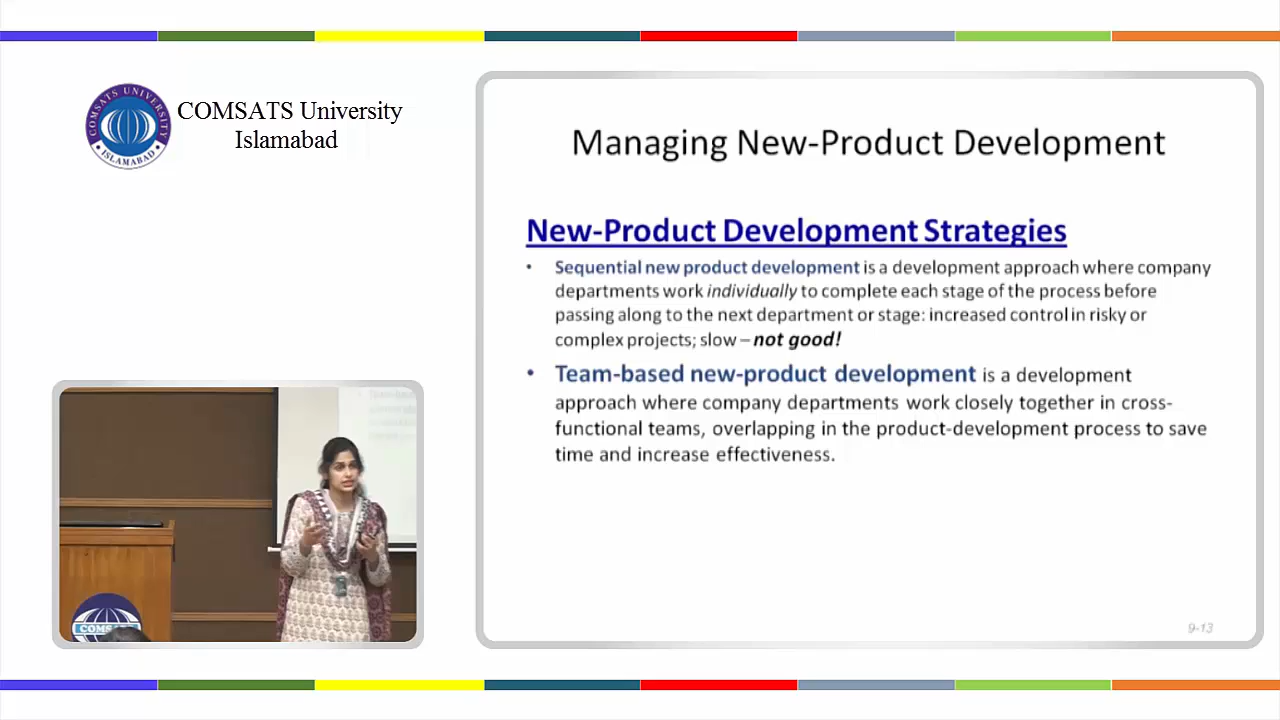 COMSATS UNIVERSITY
ISLAMABAD
COMSATS University
Islamabad
Managing New-Product Development
New-Product Development Strategies
• Sequential new product development is a development approach where company
departments work individually to complete each stage of the process before
passing along to the next department or stage: increased control in risky or
complex projects; slow – not good!
• Team-based new-product development is a development
approach where company departments work closely together in cross-
functional teams, overlapping in the product-development process to save
time and increase effectiveness.
9-13